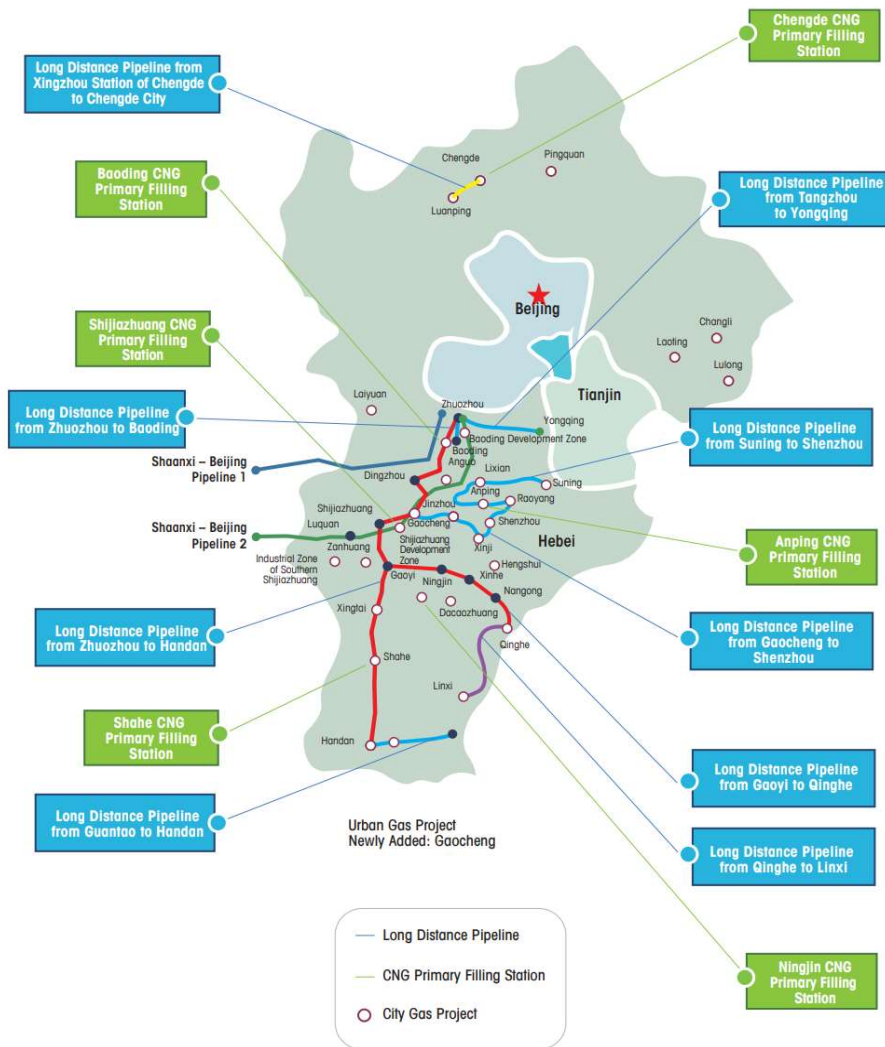 Chengde CNG
Primary Filling
Station
Long Distance Pipeline from
Xingzhou Station of Chengde
to Chengde City
Chengde
Pingquan
Luanping
Baoding CNG
Primary Filling
Station
Long Distance Pipeline
from Tangzhou
to Yongqing
Beijing
Shijiazhuang CNG
Primary Filling
Station
Changli
Laoting
Lulong
Tianjin
Laiyuan
Zhuozhou
Long Distance Pipeline
from Zhuozhou to Baoding
Yongqing
Baoding Development Zone
Baoding
Long Distance Pipeline
from Suning to Shenzhou
Shaanxi – Beijing
Pipeline 1
Dingzhou
Anguo
Lixian
Suning
Anping
Raoyang
Shijiazhuang
Jinzhou
Shaanxi – Beijing
Pipeline 2
Luquan
Gaocheng
Shenzhou
Xinji
Hebei
Anping CNG
Primary Filling
Station
Zanhuang
Shijiazhuang
Development
Zone
Industrial Zone
of Southern
Shijiazhuang
Gaoyi
Ningjin
Xinhe
Hengshui
Nangong
Dacaozhuang
Xingtai
Qinghe
Long Distance Pipeline
from Zhuozhou to Handan
Long Distance Pipeline
from Gaocheng to
Shenzhou
Shahe
Linxi
Shahe CNG
Primary Filling
Station
Handan
Long Distance Pipeline
from Gaoyi to Qinghe
Long Distance Pipeline
from Guantao to Handan
Urban Gas Project
Newly Added: Gaocheng
Long Distance Pipeline
from Qinghe to Linxi
Long Distance Pipeline
CNG Primary Filling Station
City Gas Project
Ningjin CNG
Primary Filling
Station